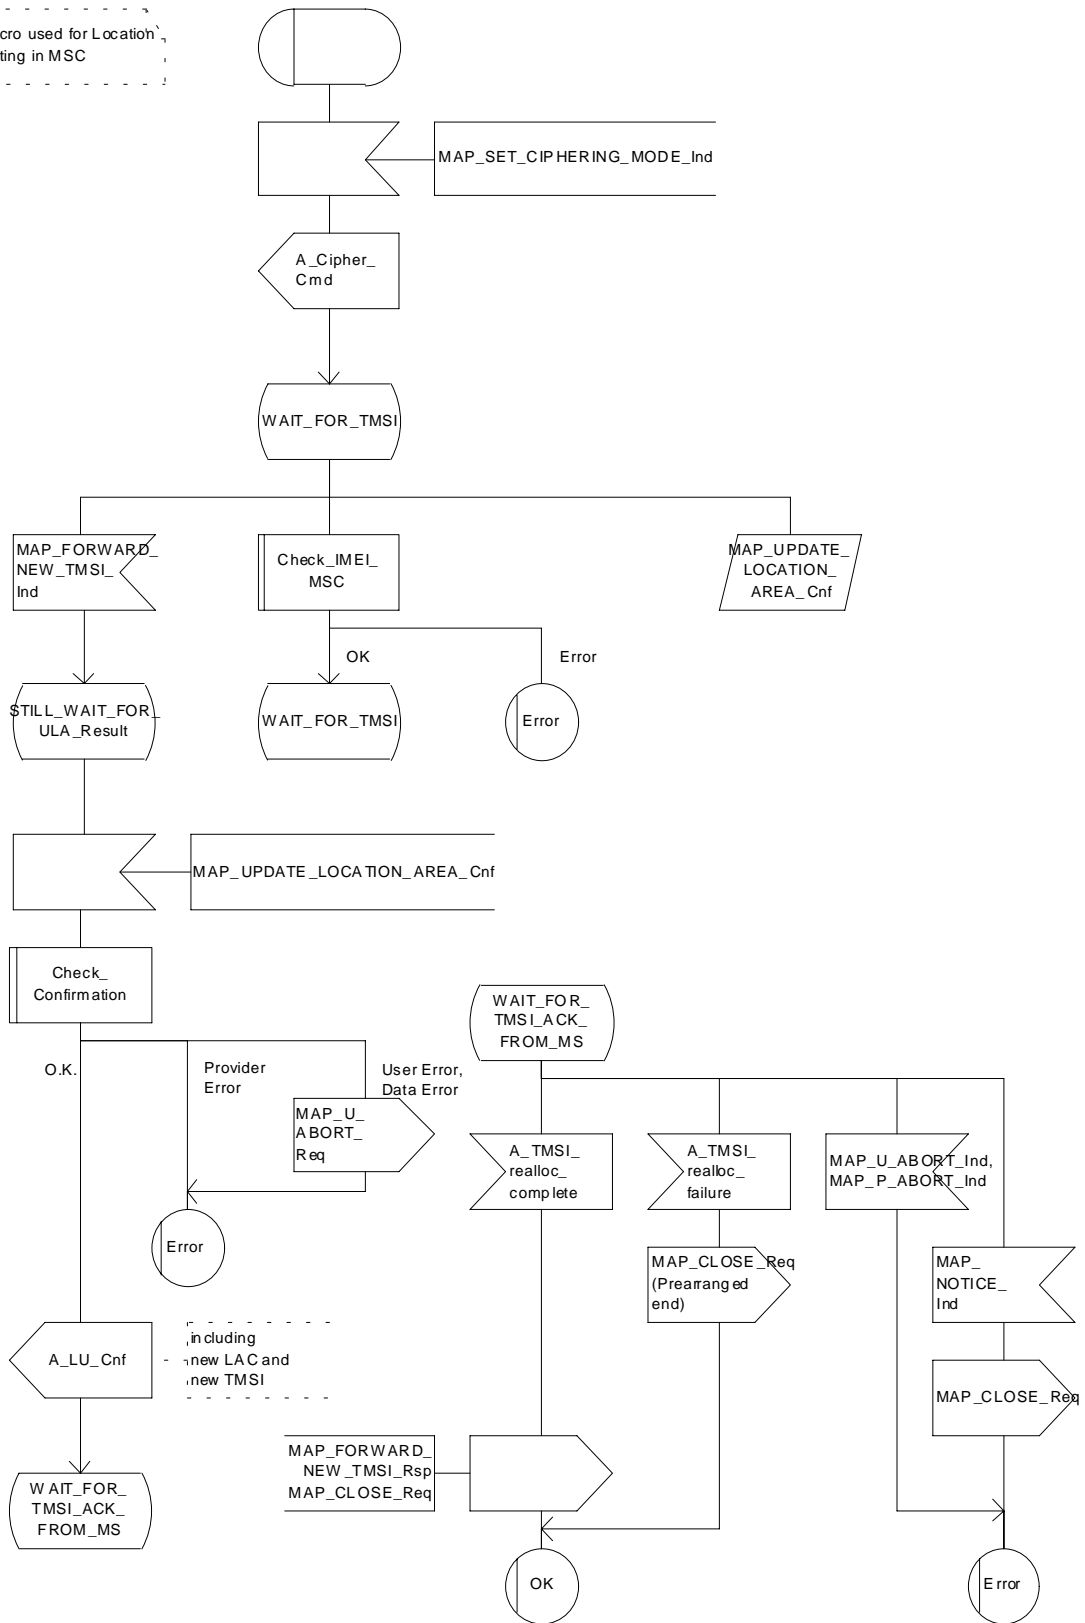 cro used for Location
ting in MSC
MAP_SET_CIPHERING_MODE_Ind
A_Cipher_
Cmd
WAIT_FOR_TMSI
MAP_FORWARD_
NEW_TMSI_
Ind
Check_IMEI_
MSC
MAP_UPDATE_
LOCATION_
AREA_Cnf
OK
Error
STILL_WAIT_FOR_
ULA_Result
WAIT_FOR_TMSI
Error
MAP_UPDATE_LOCATION_AREA_Cnf
Check_
Confirmation
O.K.
Provider
Error
User Error,
Data Error
MAP_U_
ABORT_
Req
Error
A_LU_Cnf
including
new LAC and
new TMSI
WAIT_FOR_
TMSI_ACK_
FROM_MS
WAIT_FOR_
TMSI_ACK_
FROM_MS
A_TMSI_
realloc_
complete
A_TMSI_
realloc_
failure
MAP_U_ABORT_Ind,
MAP_P_ABORT_Ind
MAP_CLOSE_Req
(Prearranged
end)
MAP_
NOTICE_
Ind
MAP_CLOSE_Req
MAP_FORWARD_
NEW_TMSI_Rsp
MAP_CLOSE_Req
OK
Error